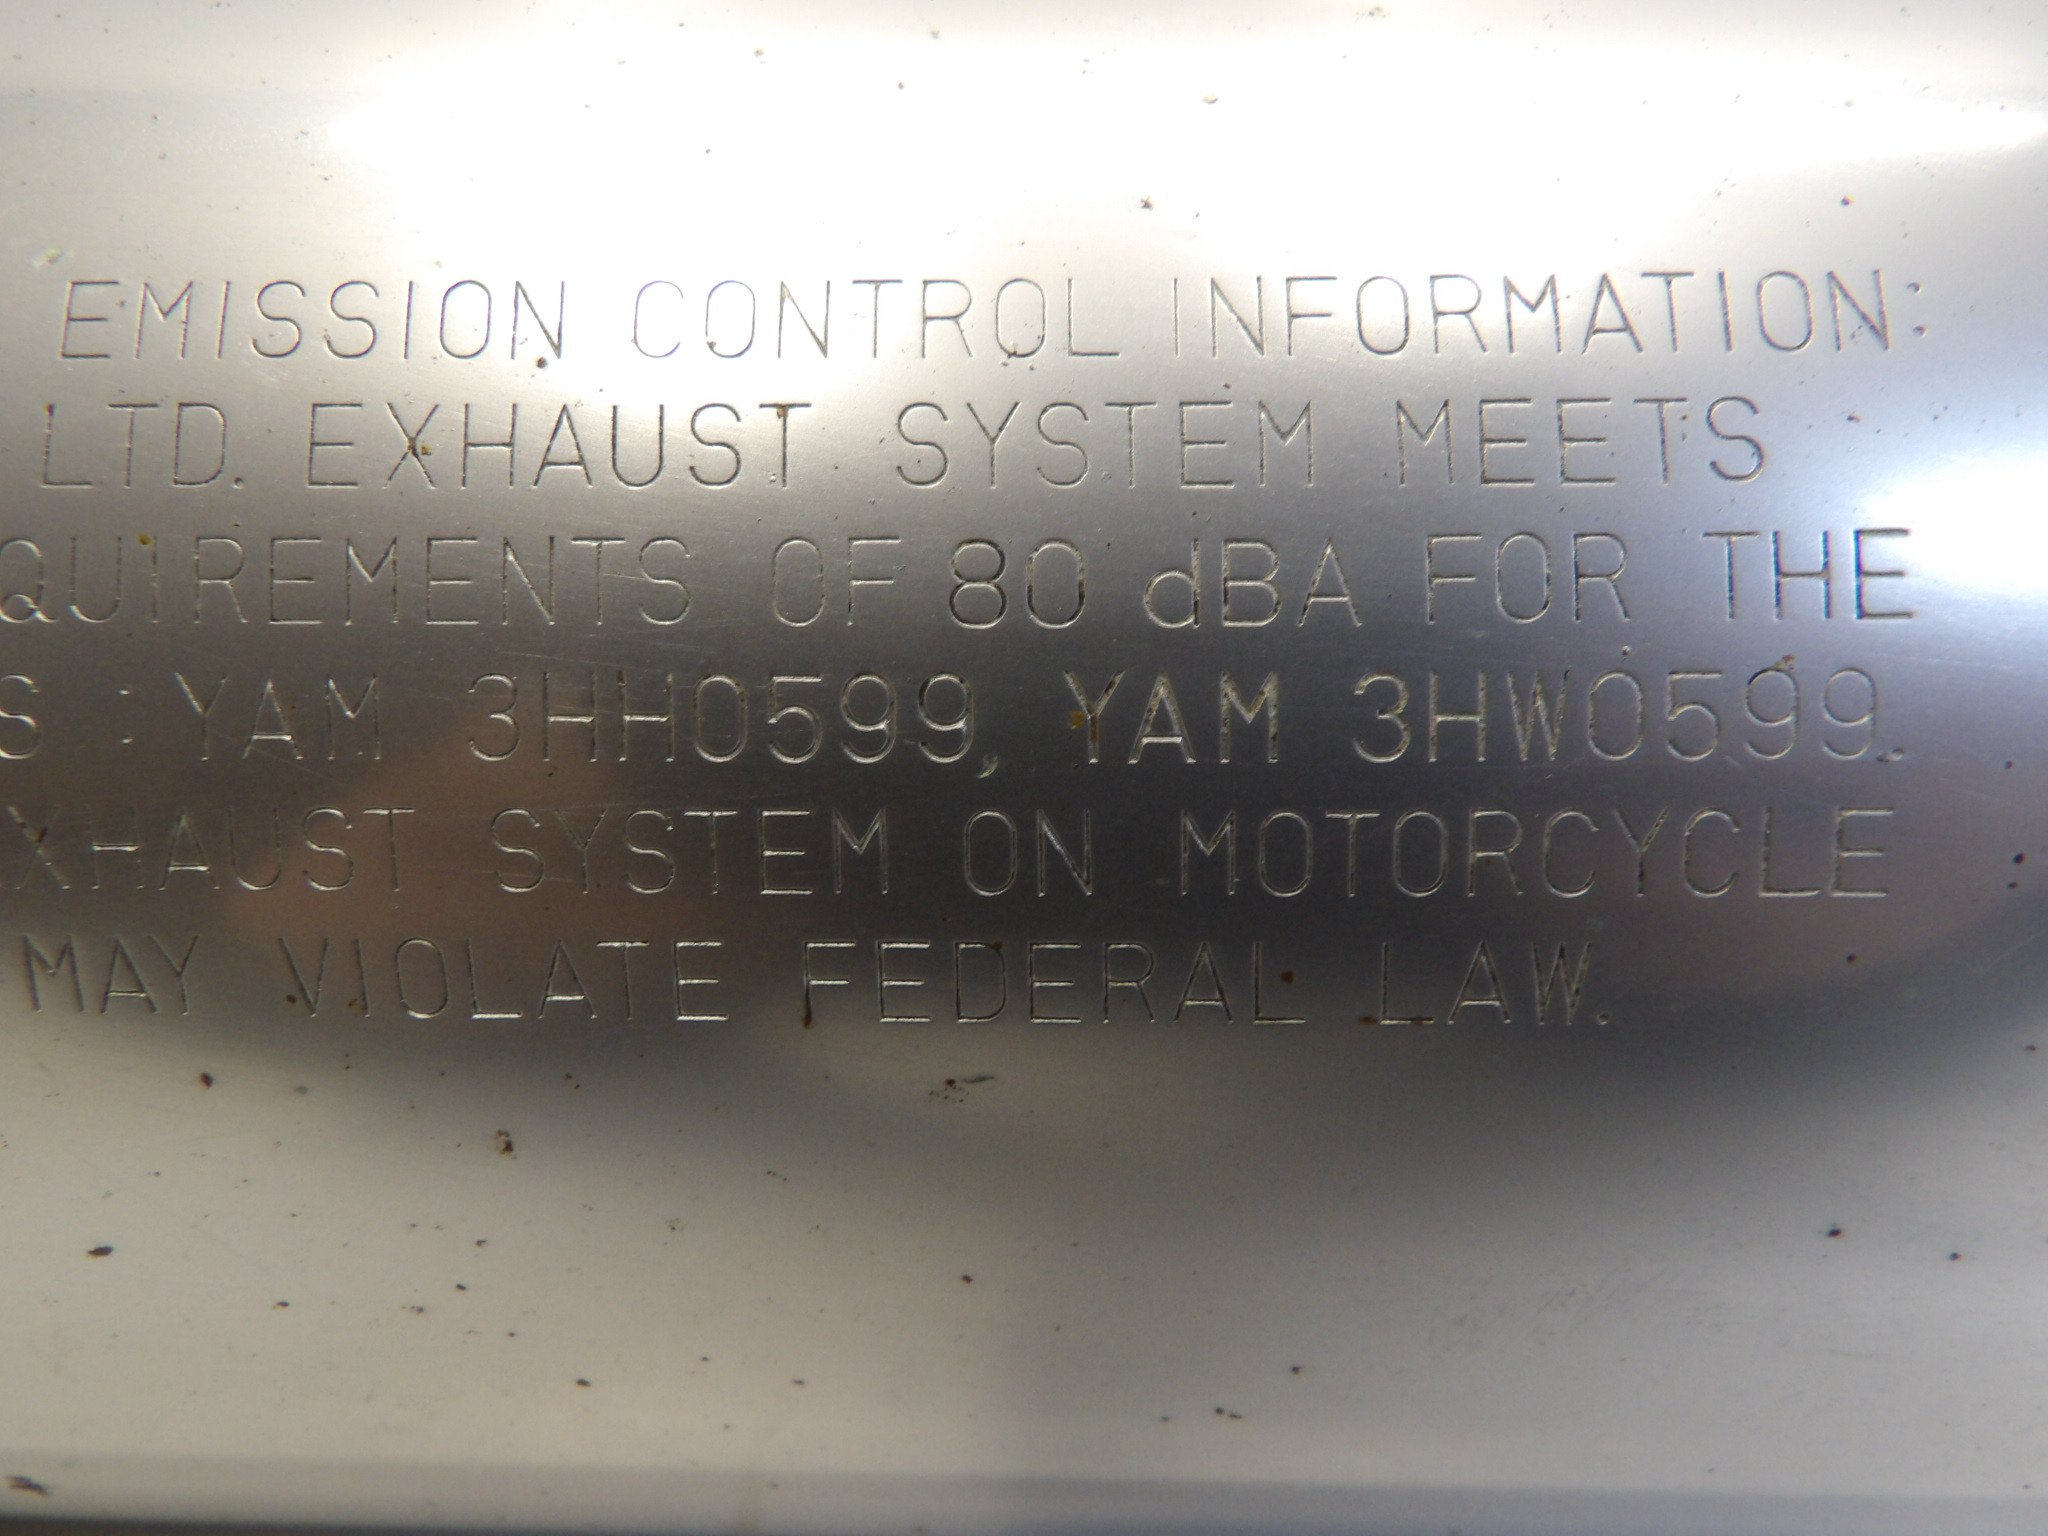 EMISSION CONTROL INFORMATION:
LTD. EXHAUST SYSTEM MEETS
QUIREMENTS OF 80 dBA FOR THE
S : YAM 3HH0599, YAM 3HW0599.
XHAUST SYSTEM ON MOTORCYCLE
MAY VIOLATE FEDERAL LAW.